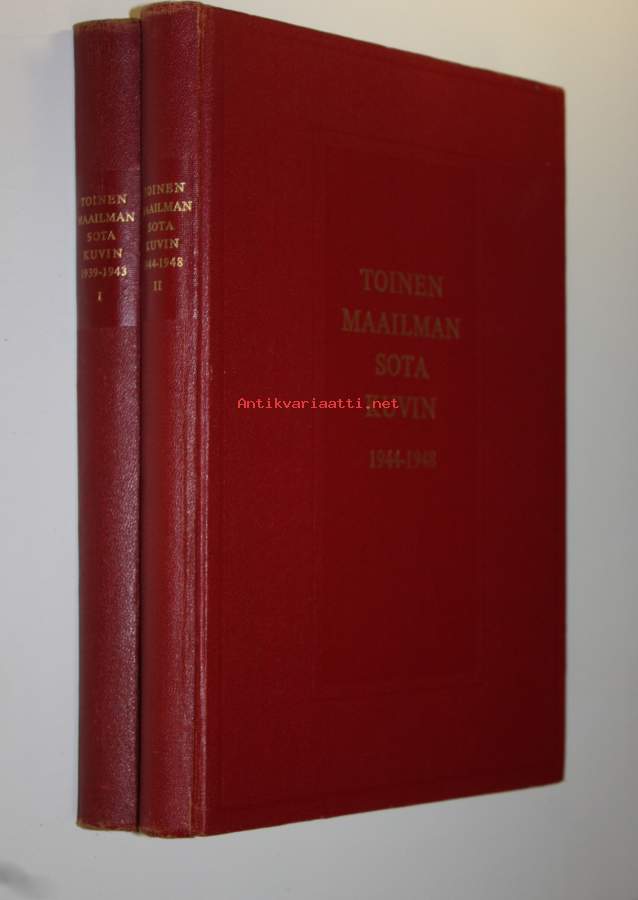 TOINEN
MAAILMAN
SOTA
KUVIN
1939-1943
I
TOINEN
MAAILMAN
SOTA
KUVIN
1944-1948
II
TOINEN
MAAILMAN
SOTA
KUVIN
1944-1948
Antikvariaatti.net